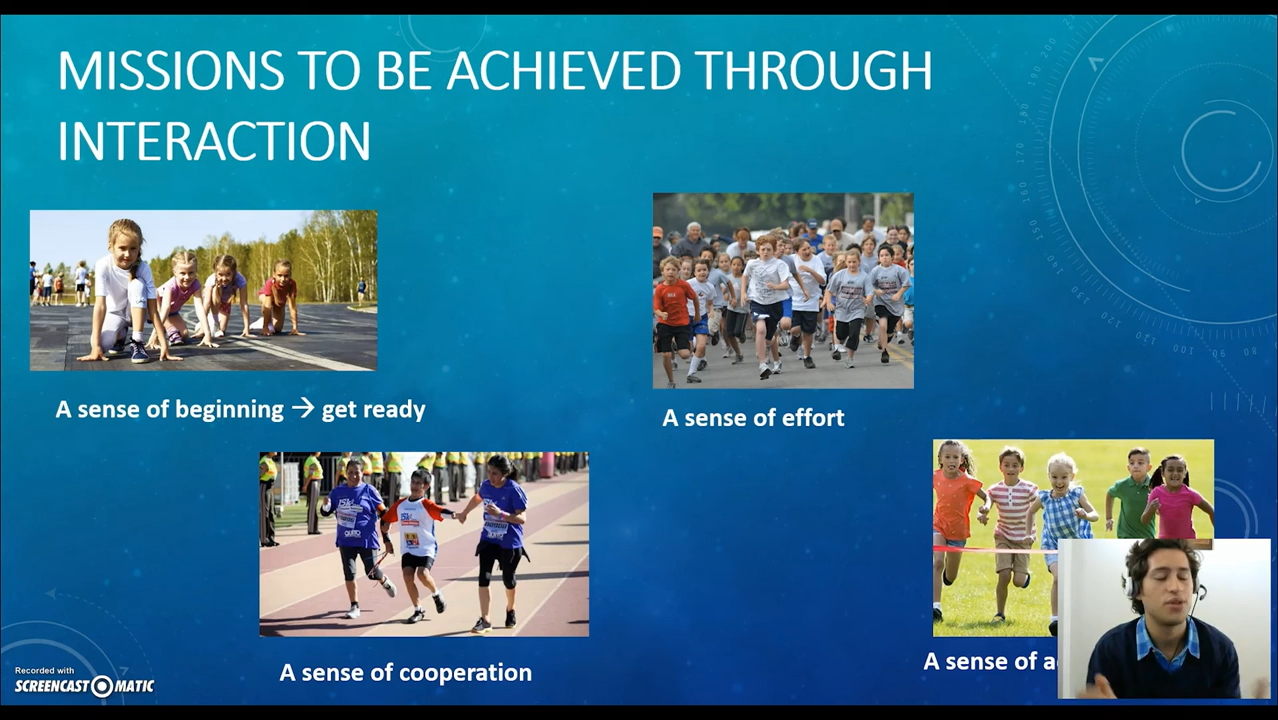 MISSIONS TO BE ACHIEVED THROUGH
INTERACTION
A sense of beginning → get ready
A sense of effort
A sense of cooperation
A sense of
Recorded with
SCREENCAST MATIC